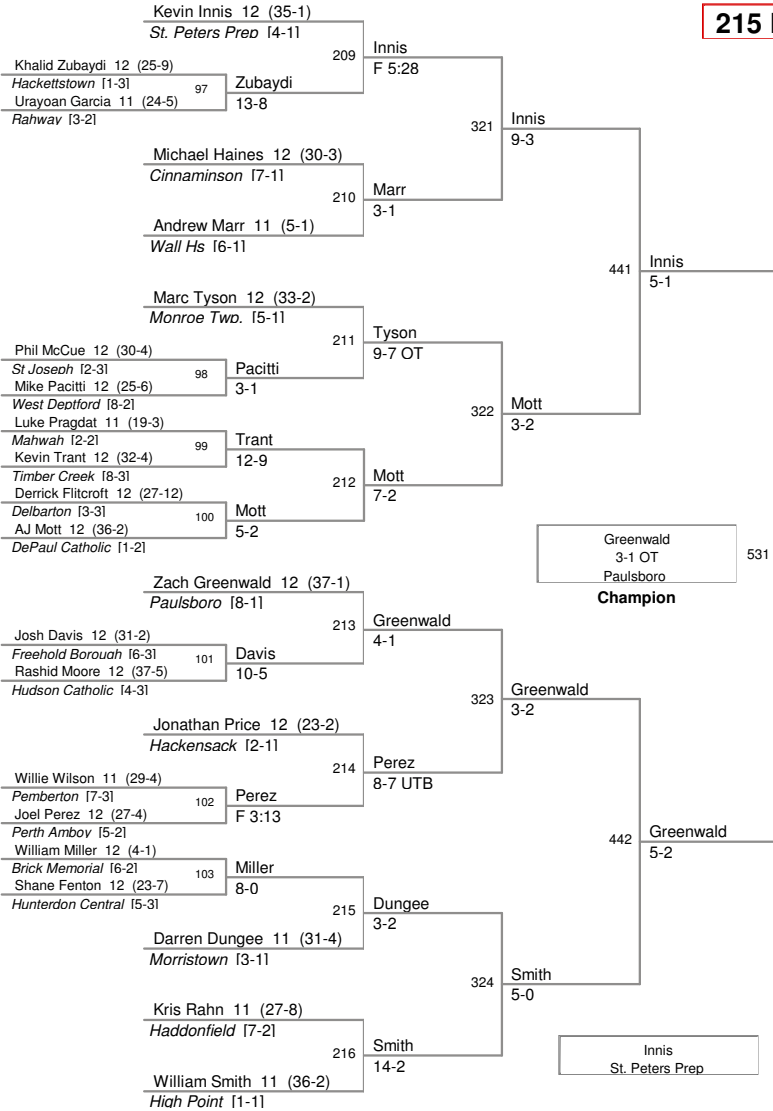 Kevin Innis 12 (35-1)
St. Peters Prep [4-1]
215
209
Innis
F 5:28
Khalid Zubaydi 12 (25-9)
Hackettstown [1-3]
97
Zubaydi
13-8
Urayoan Garcia 11 (24-5)
Rahway [3-2]
321
Innis
9-3
Michael Haines 12 (30-3)
Cinnaminson [7-1]
210
Marr
3-1
Andrew Marr 11 (5-1)
Wall Hs [6-1]
441
Innis
5-1
Marc Tyson 12 (33-2)
Monroe Twp. [5-1]
211
Tyson
9-7 OT
Phil McCue 12 (30-4)
St Joseph [2-3]
98
Pacitti
3-1
Mike Pacitti 12 (25-6)
West Deptford [8-2]
322
Mott
3-2
Luke Pragdat 11 (19-3)
Mahwah [2-2]
99
Trant
12-9
Kevin Trant 12 (32-4)
Timber Creek [8-3]
212
Mott
7-2
Derrick Flitcroft 12 (27-12)
Delbarton [3-3]
100
Mott
5-2
AJ Mott 12 (36-2)
DePaul Catholic [1-2]
Greenwald
3-1 OT
Paulsboro
531
Champion
Zach Greenwald 12 (37-1)
Paulsboro [8-1]
213
Greenwald
4-1
Josh Davis 12 (31-2)
Freehold Borough [6-3]
101
Davis
10-5
Rashid Moore 12 (37-5)
Hudson Catholic [4-3]
323
Greenwald
3-2
Jonathan Price 12 (23-2)
Hackensack [2-1]
214
Perez
8-7 UTB
Willie Wilson 11 (29-4)
Pemberton [7-3]
102
Perez
F 3:13
Joel Perez 12 (27-4)
Perth Amboy [5-2]
442
Greenwald
5-2
William Miller 12 (4-1)
Brick Memorial [6-2]
103
Miller
8-0
Shane Fenton 12 (23-7)
Hunterdon Central [5-3]
215
Dungee
3-2
Darren Dungee 11 (31-4)
Morristown [3-1]
324
Smith
5-0
Kris Rahn 11 (27-8)
Haddonfield [7-2]
216
Smith
14-2
William Smith 11 (36-2)
High Point [1-1]
Innis
St. Peters Prep